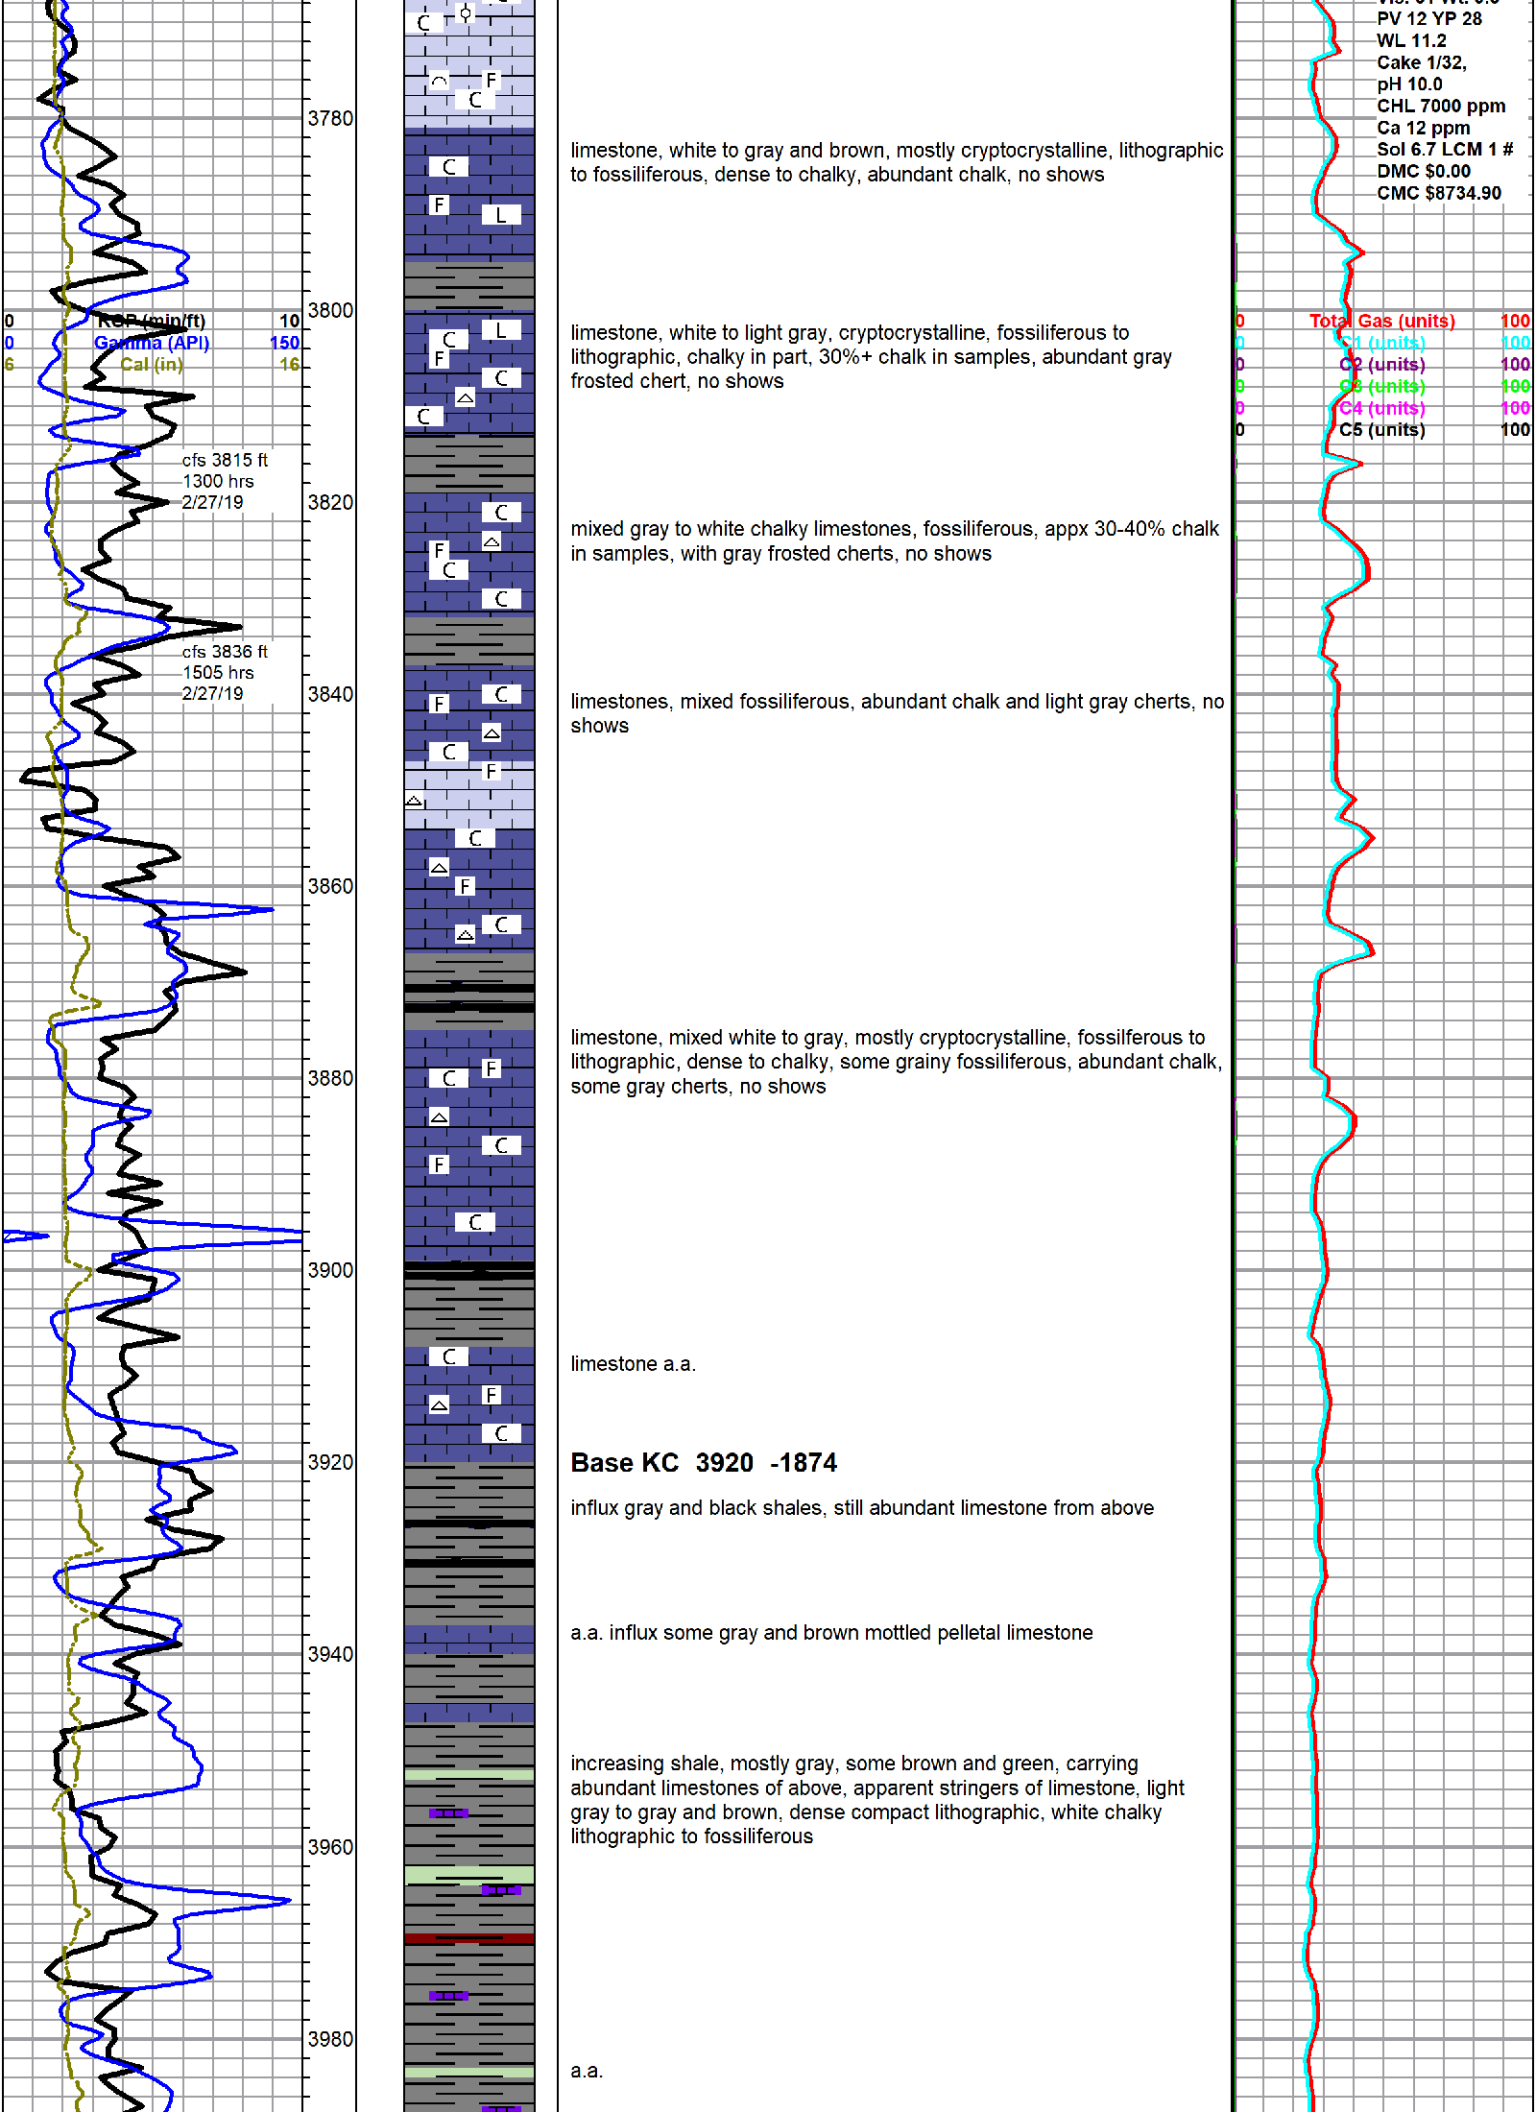 PV 12 YP 28
WL 11.2
Cake 1/32,
pH 10.0
CHL 7000 ppm
Ca 12 ppm
Sol 6.7 LCM 1 #
DMC $0.00
CMC $8734.90
C
F
C
3780
limestone, white to gray and brown, mostly cryptocrystalline, lithographic
to fossiliferous, dense to chalky, abundant chalk, no shows
C
F
L
3800
0 ROP (min/ft) 10
0 Gamma (API) 150
6 Cal (in) 16
L
C
F
C
C
limestone, white to light gray, cryptocrystalline, fossiliferous to
lithographic, chalky in part, 30%+ chalk in samples, abundant gray
frosted chert, no shows
0 Total Gas (units) 100
0 C1 (units) 100
0 C2 (units) 100
0 C3 (units) 100
0 C4 (units) 100
0 C5 (units) 100
cfs 3815 ft
1300 hrs
2/27/19
3820
C
F
C
C
mixed gray to white chalky limestones, fossiliferous, appx 30-40% chalk
in samples, with gray frosted cherts, no shows
cfs 3836 ft
1505 hrs
2/27/19
3840
C
F
C
F
limestones, mixed fossiliferous, abundant chalk and light gray cherts, no
shows
C
3860
F
C
limestone, mixed white to gray, mostly cryptocrystalline, fossilferous to
lithographic, dense to chalky, some grainy fossiliferous, abundant chalk,
some gray cherts, no shows
3880
F
C
C
F
C
3900
C
limestone a.a.
F
C
3920
Base KC 3920 -1874
influx gray and black shales, still abundant limestone from above
a.a. influx some gray and brown mottled pelletal limestone
3940
increasing shale, mostly gray, some brown and green, carrying
abundant limestones of above, apparent stringers of limestone, light
gray to gray and brown, dense compact lithographic, white chalky
lithographic to fossiliferous
3960
3980
a.a.